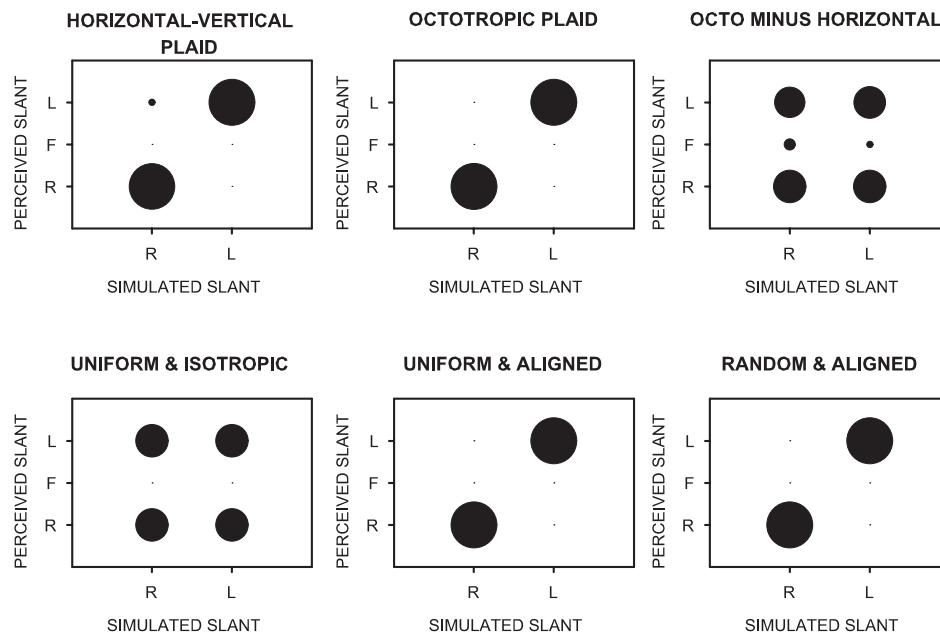 HORIZONTAL-VERTICAL
PLAID
PERCEIVED SLANT
L
F
R
R L
SIMULATED SLANT
OCTOTROPIC PLAID
PERCEIVED SLANT
L
F
R
R L
SIMULATED SLANT
OCTO MINUS HORIZONTAL
PERCEIVED SLANT
L
F
R
R L
SIMULATED SLANT
UNIFORM & ISOTROPIC
PERCEIVED SLANT
L
F
R
R L
SIMULATED SLANT
UNIFORM & ALIGNED
PERCEIVED SLANT
L
F
R
R L
SIMULATED SLANT
RANDOM & ALIGNED
PERCEIVED SLANT
L
F
R
R L
SIMULATED SLANT